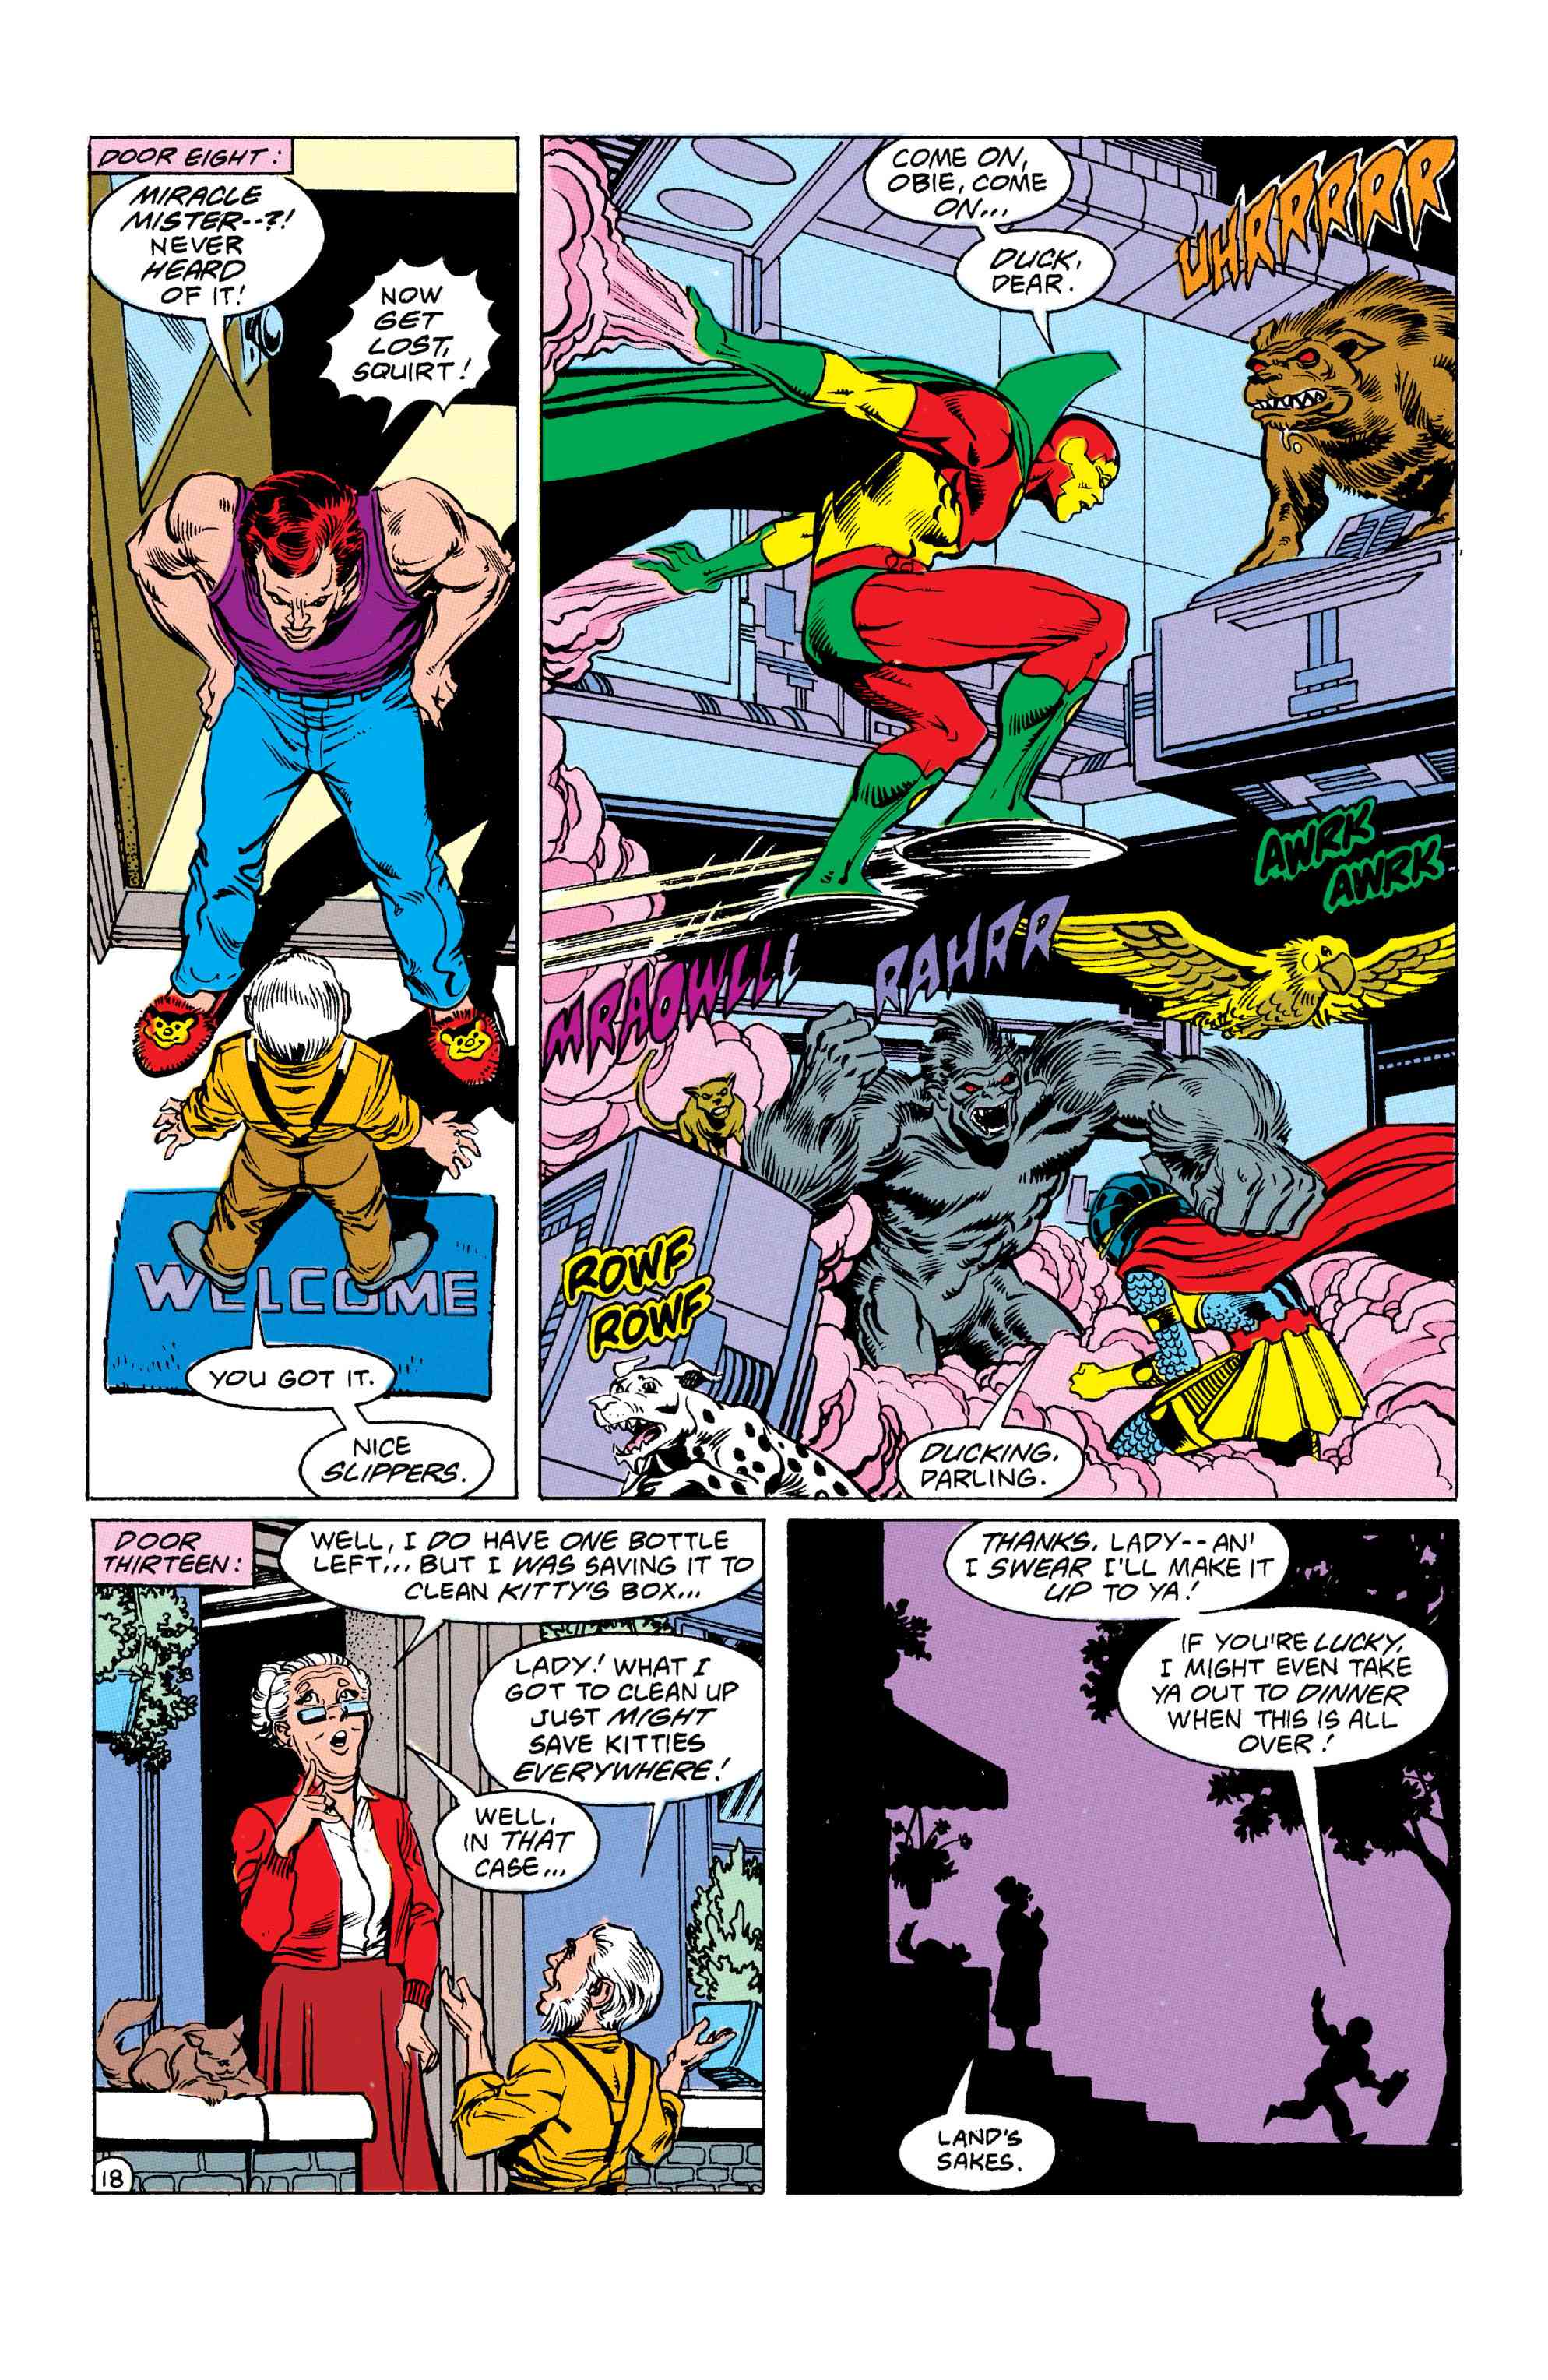 DOOR EIGHT:
MIRACLE
MISTER--?!
NEVER
HEARD
OF IT!
NOW
GET
LOST,
SQUIRT!
WELCOME
YOU GOT IT.
NICE
SLIPPERS.
COME ON,
OBIE, COME
ON...
DUCK,
DEAR.
UHRRRRRR
AWRK
AWRK
MRAOWLLL
RAHRR
ROWF
ROWF
DUCKING,
DARLING.
DOOR
THIRTEEN:
WELL, I DO HAVE ONE BOTTLE
LEFT... BUT I WAS SAVING IT TO
CLEAN KITTY'S BOX...
LADY! WHAT I
GOT TO CLEAN UP
JUST MIGHT
SAVE KITTIES
EVERYWHERE!
WELL,
IN THAT
CASE...
18
THANKS, LADY--AN'
I SWEAR I'LL MAKE IT
UP TO YA!
IF YOU'RE LUCKY,
I MIGHT EVEN TAKE
YA OUT TO DINNER
WHEN THIS IS ALL
OVER!
LAND'S
SAKES.